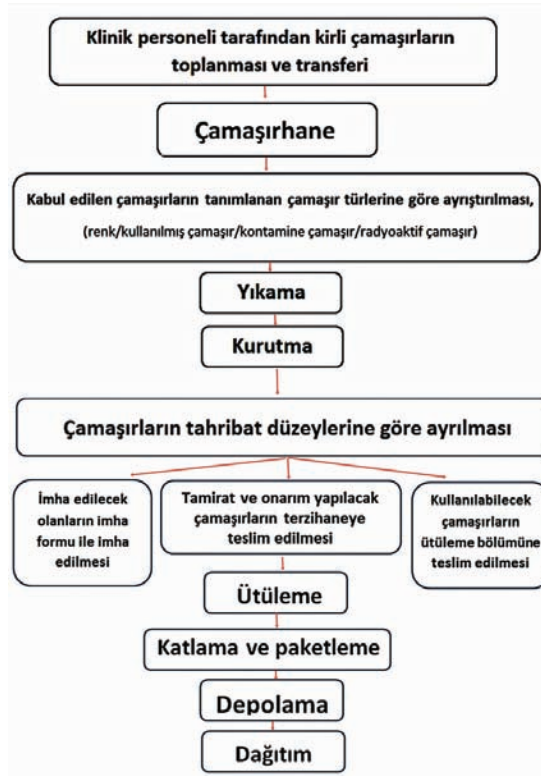 Klinik personeli tarafından kirli çamaşırların
toplanması ve transferi
Çamaşırhane
Kabul edilen çamaşırların tanımlanan çamaşır türlerine göre ayrıştırılması,
(renk/kullanılmış çamaşır/kontamine çamaşır/radyoaktif çamaşır)
Yıkama
Kurutma
Çamaşırların tahribat düzeylerine göre ayrılması
İmha edilecek
olanların imha
formu ile imha
edilmesi
Tamirat ve onarım yapılacak
çamaşırların terzihaneye
teslim edilmesi
Kullanılabilecek
çamaşırların
ütüleme bölümüne
teslim edilmesi
Ütüleme
Katlama ve paketleme
Depolama
Dağıtım